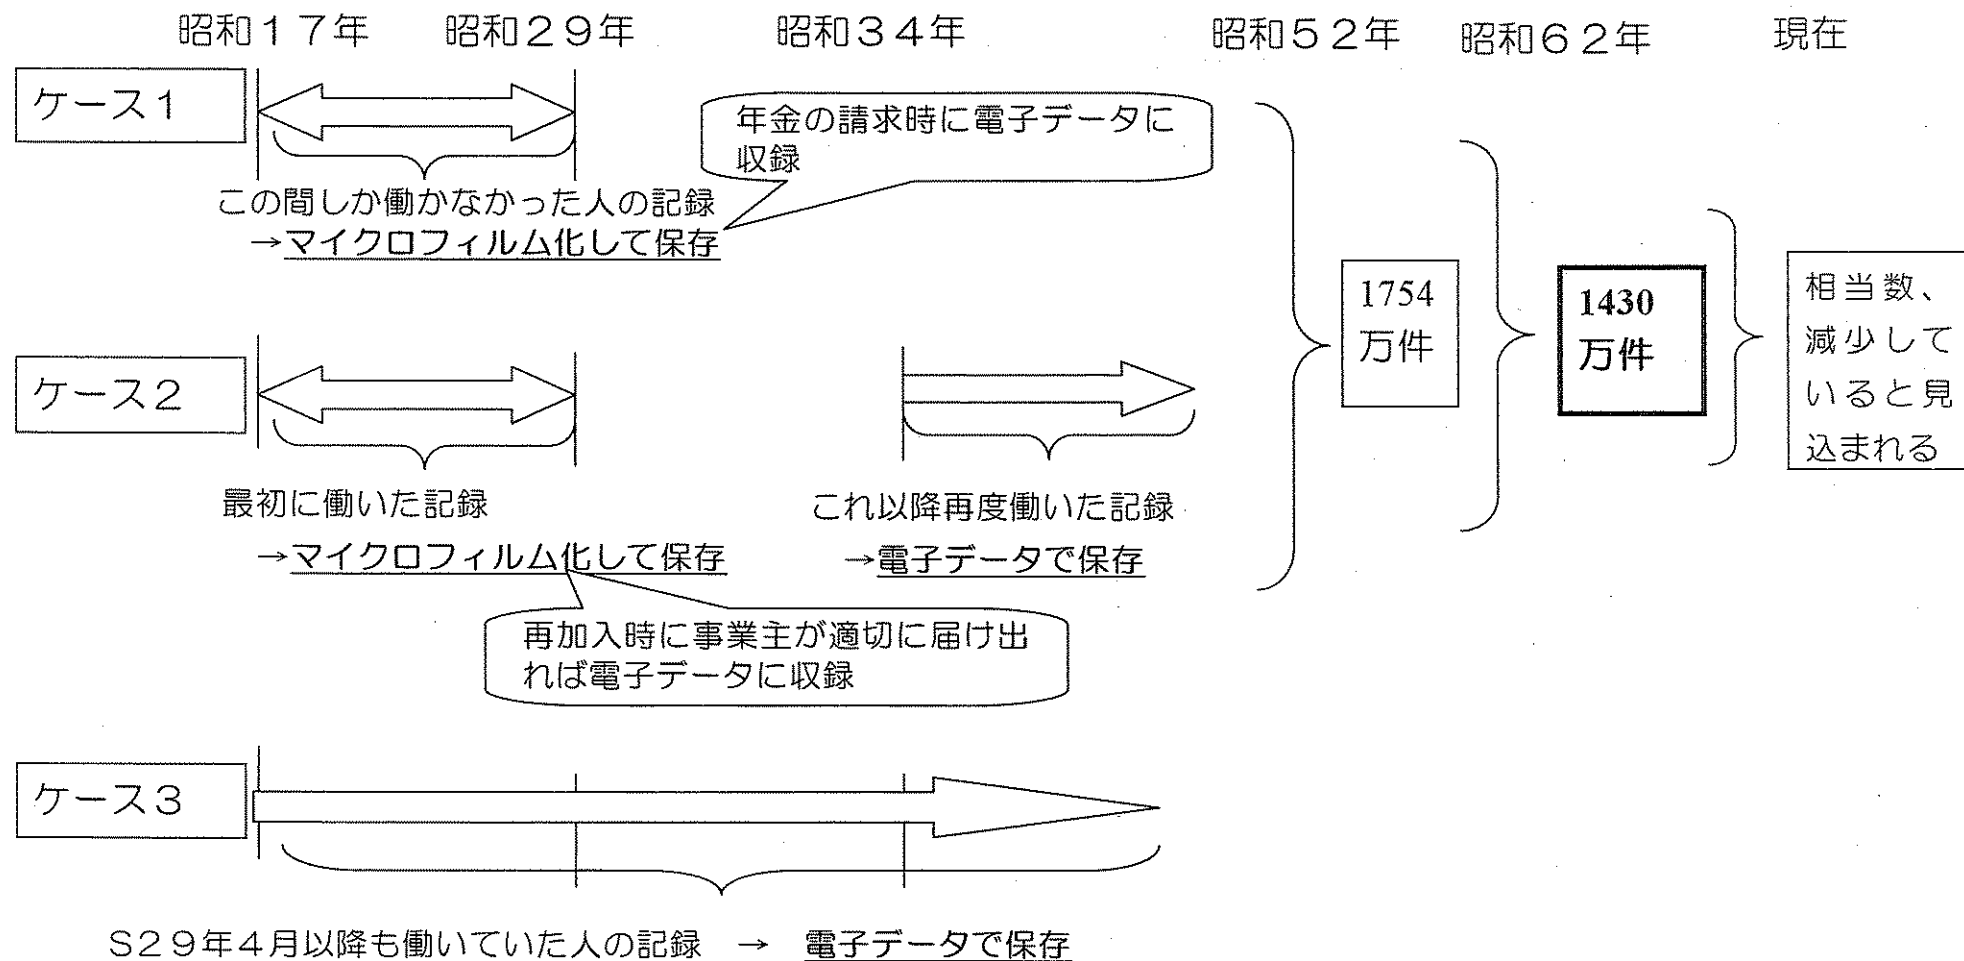 昭和17年 昭和29年 昭和34年 昭和52年 昭和62年 現在
ケース1
年金の請求時に電子データに
収録
この間しか働かなかった人の記録
→マイクロフィルム化して保存
ケース2
最初に働いた記録
→マイクロフィルム化して保存
これ以降再度働いた記録
→電子データで保存
再加入時に事業主が適切に届け出
れば電子データに収録
1754
万件
1430
万件
相当数、
減少して
いると見
込まれる
ケース3
S29年4月以降も働いていた人の記録 → 電子データで保存